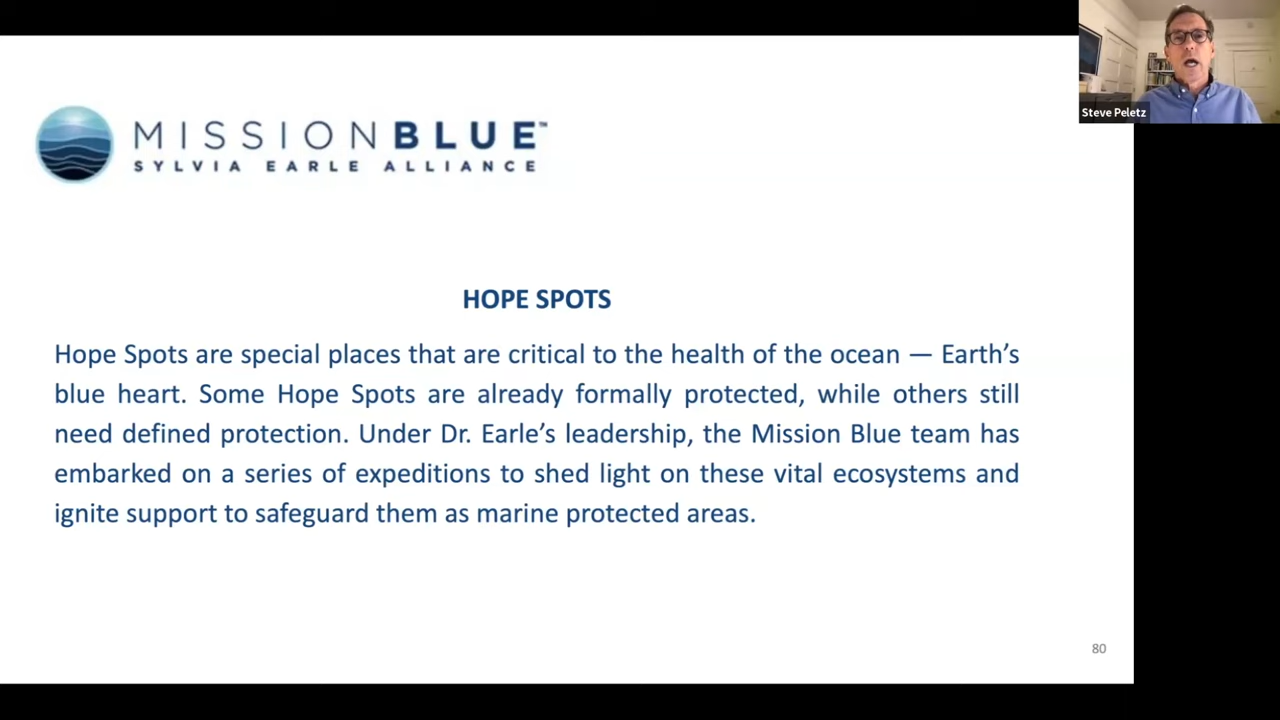 Steve Peletz
MISSIONBLUE™
SYLVIA EARLE ALLIANCE
HOPE SPOTS
Hope Spots are special places that are critical to the health of the ocean — Earth’s
blue heart. Some Hope Spots are already formally protected, while others still
need defined protection. Under Dr. Earle’s leadership, the Mission Blue team has
embarked on a series of expeditions to shed light on these vital ecosystems and
ignite support to safeguard them as marine protected areas.
80